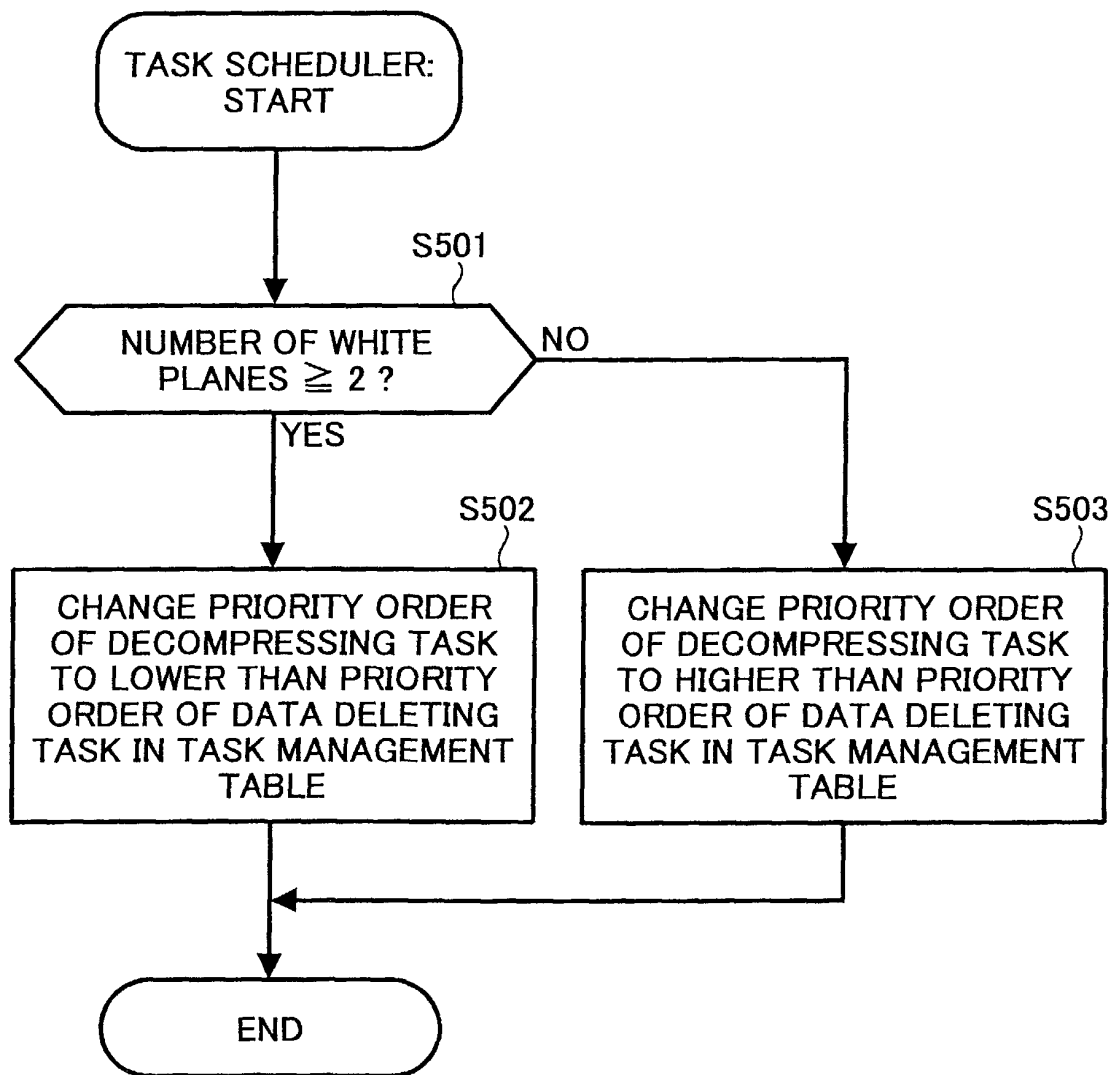 TASK SCHEDULER:
START
S501
NUMBER OF WHITE
PLANES ≧ 2 ?
NO
YES
S502
CHANGE PRIORITY ORDER
OF DECOMPRESSING TASK
TO LOWER THAN PRIORITY
ORDER OF DATA DELETING
TASK IN TASK MANAGEMENT
TABLE
S503
CHANGE PRIORITY ORDER
OF DECOMPRESSING TASK
TO HIGHER THAN PRIORITY
ORDER OF DATA DELETING
TASK IN TASK MANAGEMENT
TABLE
END